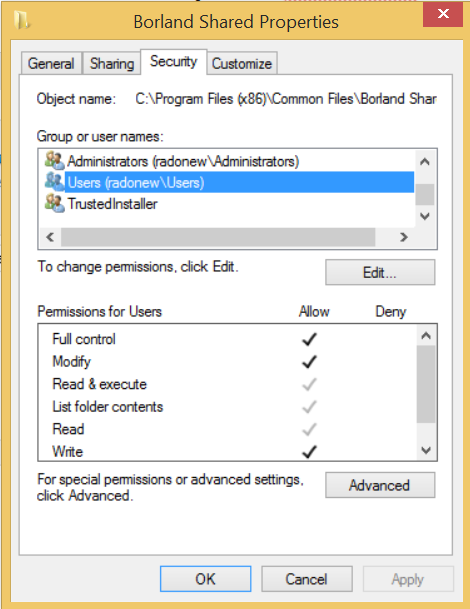 Borland Shared Properties
General Sharing Security Customize
Object name: C:\Program Files (x86)\Common Files\Borland Shar
Group or user names:
Administrators (radonew\Administrators)
Users (radonew\Users)
TrustedInstaller
To change permissions, click Edit.
Edit...
Permissions for Users Allow Deny
Full control
Modify
Read & execute
List folder contents
Read
Write
For special permissions or advanced settings,
click Advanced.
Advanced
OK Cancel Apply